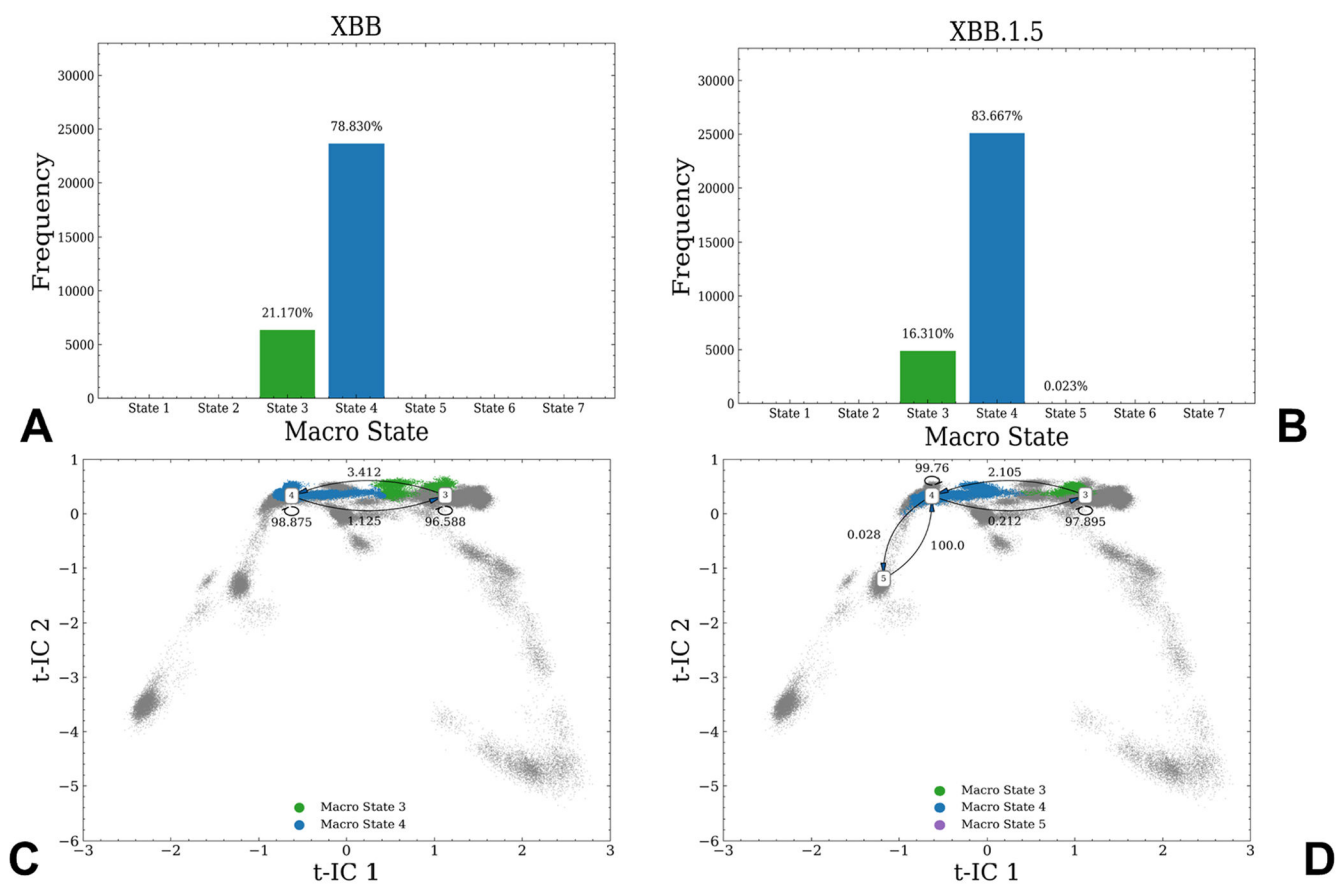 XBB
30000
25000
20000
15000
10000
5000
0
Frequency
21.170%
78.830%
State 1 State 2 State 3 State 4 State 5 State 6 State 7
Macro State
A
XBB.1.5
30000
25000
20000
15000
10000
5000
0
Frequency
16.310%
83.667%
0.023%
State 1 State 2 State 3 State 4 State 5 State 6 State 7
Macro State
B
1
0
−1
−2
−3
−4
−5
−6
t-IC 2
3.412
4
3
98.875
1.125
96.588
Macro State 3
Macro State 4
−3 −2 −1 0 1 2 3
t-IC 1
C
1
0
−1
−2
−3
−4
−5
−6
t-IC 2
99.76
2.105
4
3
0.212
97.895
0.028
100.0
5
Macro State 3
Macro State 4
Macro State 5
−3 −2 −1 0 1 2 3
t-IC 1
D